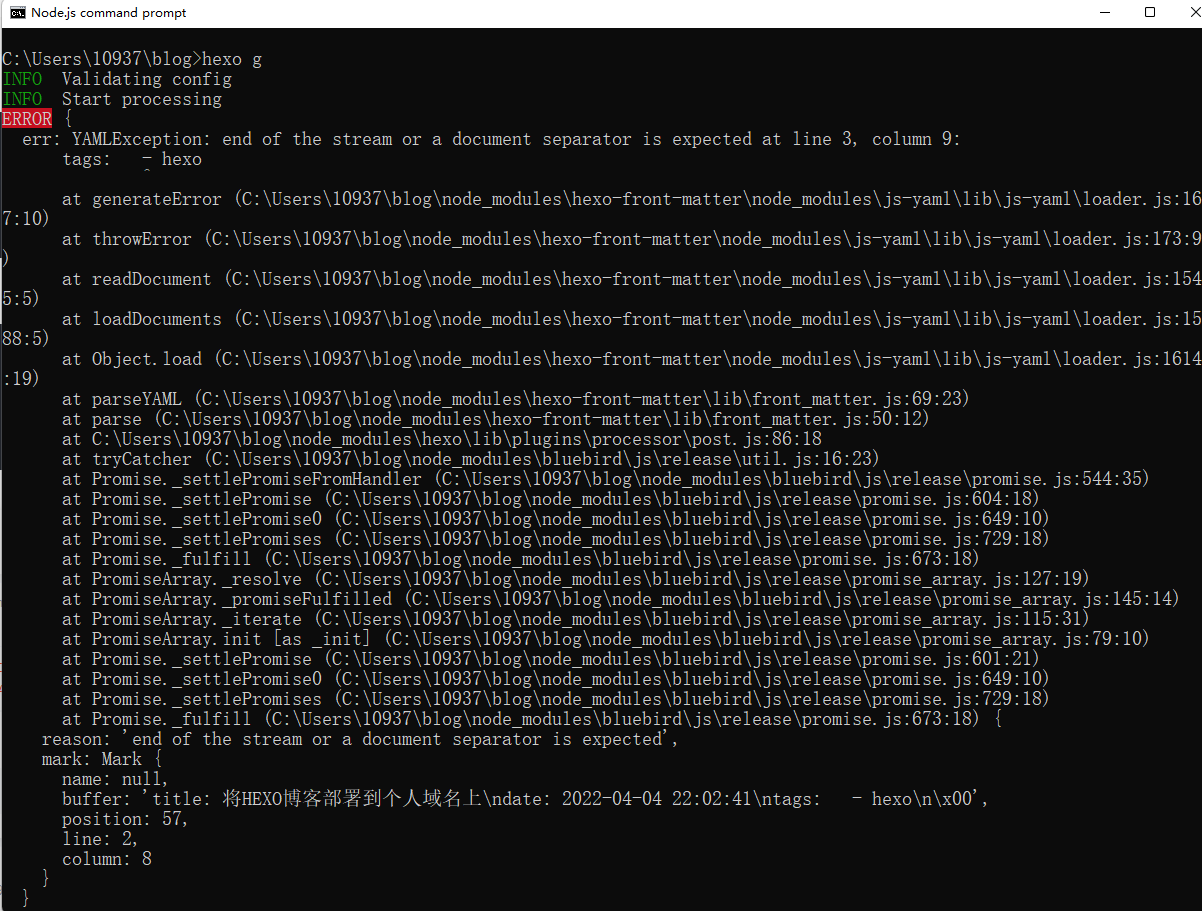 Node.js command prompt
C:\Users\10937\blog>hexo g
INFO  Validating config
INFO  Start processing
ERROR {
  err: YAMLException: end of the stream or a document separator is expected at line 3, column 9:
      tags:   - hexo
              ^
      at generateError (C:\Users\10937\blog\node_modules\hexo-front-matter\node_modules\js-yaml\lib\js-yaml\loader.js:16
7:10)
      at throwError (C:\Users\10937\blog\node_modules\hexo-front-matter\node_modules\js-yaml\lib\js-yaml\loader.js:173:9
)
      at readDocument (C:\Users\10937\blog\node_modules\hexo-front-matter\node_modules\js-yaml\lib\js-yaml\loader.js:154
5:5)
      at loadDocuments (C:\Users\10937\blog\node_modules\hexo-front-matter\node_modules\js-yaml\lib\js-yaml\loader.js:15
88:5)
      at Object.load (C:\Users\10937\blog\node_modules\hexo-front-matter\node_modules\js-yaml\lib\js-yaml\loader.js:1614
:19)
      at parseYAML (C:\Users\10937\blog\node_modules\hexo-front-matter\lib\front_matter.js:69:23)
      at parse (C:\Users\10937\blog\node_modules\hexo-front-matter\lib\front_matter.js:50:12)
      at C:\Users\10937\blog\node_modules\hexo\lib\plugins\processor\post.js:86:18
      at tryCatcher (C:\Users\10937\blog\node_modules\bluebird\js\release\util.js:16:23)
      at Promise._settlePromiseFromHandler (C:\Users\10937\blog\node_modules\bluebird\js\release\promise.js:544:35)
      at Promise._settlePromise (C:\Users\10937\blog\node_modules\bluebird\js\release\promise.js:604:18)
      at Promise._settlePromise0 (C:\Users\10937\blog\node_modules\bluebird\js\release\promise.js:649:10)
      at Promise._settlePromises (C:\Users\10937\blog\node_modules\bluebird\js\release\promise.js:729:18)
      at Promise._fulfill (C:\Users\10937\blog\node_modules\bluebird\js\release\promise.js:673:18)
      at PromiseArray._resolve (C:\Users\10937\blog\node_modules\bluebird\js\release\promise_array.js:127:19)
      at PromiseArray._promiseFulfilled (C:\Users\10937\blog\node_modules\bluebird\js\release\promise_array.js:145:14)
      at PromiseArray._iterate (C:\Users\10937\blog\node_modules\bluebird\js\release\promise_array.js:115:31)
      at PromiseArray.init [as _init] (C:\Users\10937\blog\node_modules\bluebird\js\release\promise_array.js:79:10)
      at Promise._settlePromise (C:\Users\10937\blog\node_modules\bluebird\js\release\promise.js:601:21)
      at Promise._settlePromise0 (C:\Users\10937\blog\node_modules\bluebird\js\release\promise.js:649:10)
      at Promise._settlePromises (C:\Users\10937\blog\node_modules\bluebird\js\release\promise.js:729:18)
      at Promise._fulfill (C:\Users\10937\blog\node_modules\bluebird\js\release\promise.js:673:18) {
    reason: 'end of the stream or a document separator is expected',
    mark: Mark {
      name: null,
      buffer: 'title: 将HEXO博客部署到个人域名上\ndate: 2022-04-04 22:02:41\ntags:   - hexo\n\x00',
      position: 57,
      line: 2,
      column: 8
    }
  }